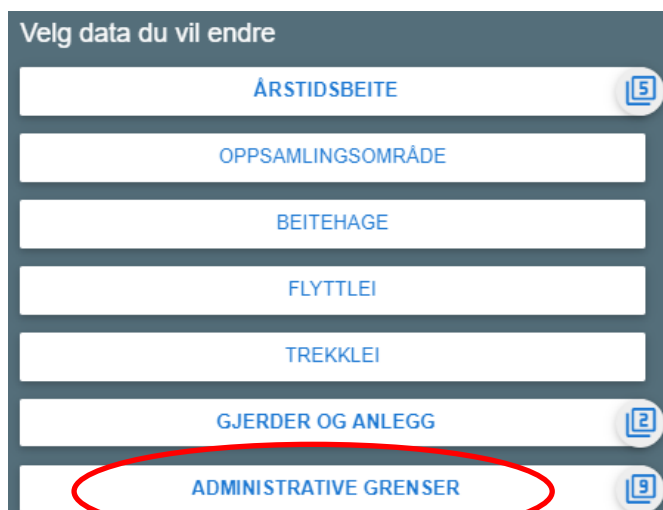 Velg data du vil endre
ÅRSTIDSBEITE 5
OPPSAMLINGSOMRÅDE
BEITEHAGE
FLYTTLEI
TREKKLEI
GJERDER OG ANLEGG 2
ADMINISTRATIVE GRENSER 9